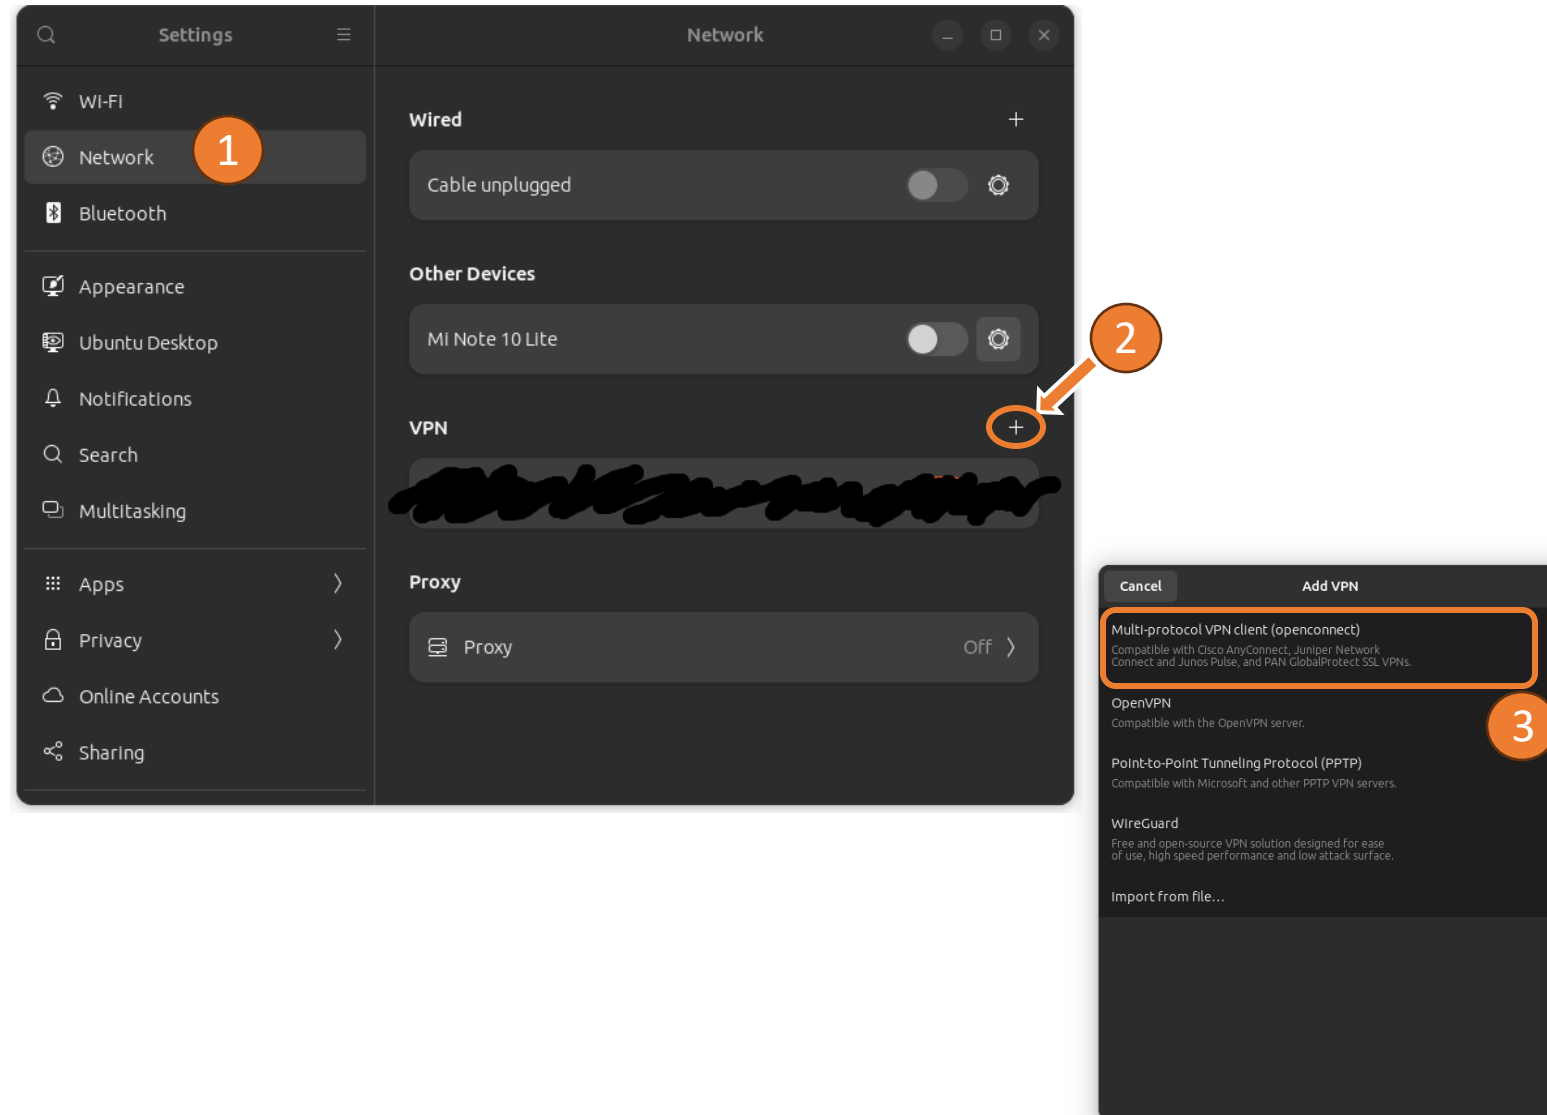 Settings
Network
Wi-Fi
Network
1
Bluetooth
Appearance
Ubuntu Desktop
Notifications
Search
Multitasking
Apps
Privacy
Online Accounts
Sharing
Wired
Cable unplugged
Other Devices
Mi Note 10 Lite
2
VPN
Proxy
Proxy
Off
Cancel
Add VPN
Multi-protocol VPN client (openconnect)
Compatible with Cisco AnyConnect, Juniper Network
Connect and Junos Pulse, and PAN GlobalProtect SSL VPNs.
OpenVPN
Compatible with the OpenVPN server.
3
Point-to-Point Tunneling Protocol (PPTP)
Compatible with Microsoft and other PPTP VPN servers.
WireGuard
Free and open-source VPN solution designed for ease
of use, high speed performance and low attack surface.
Import from file…